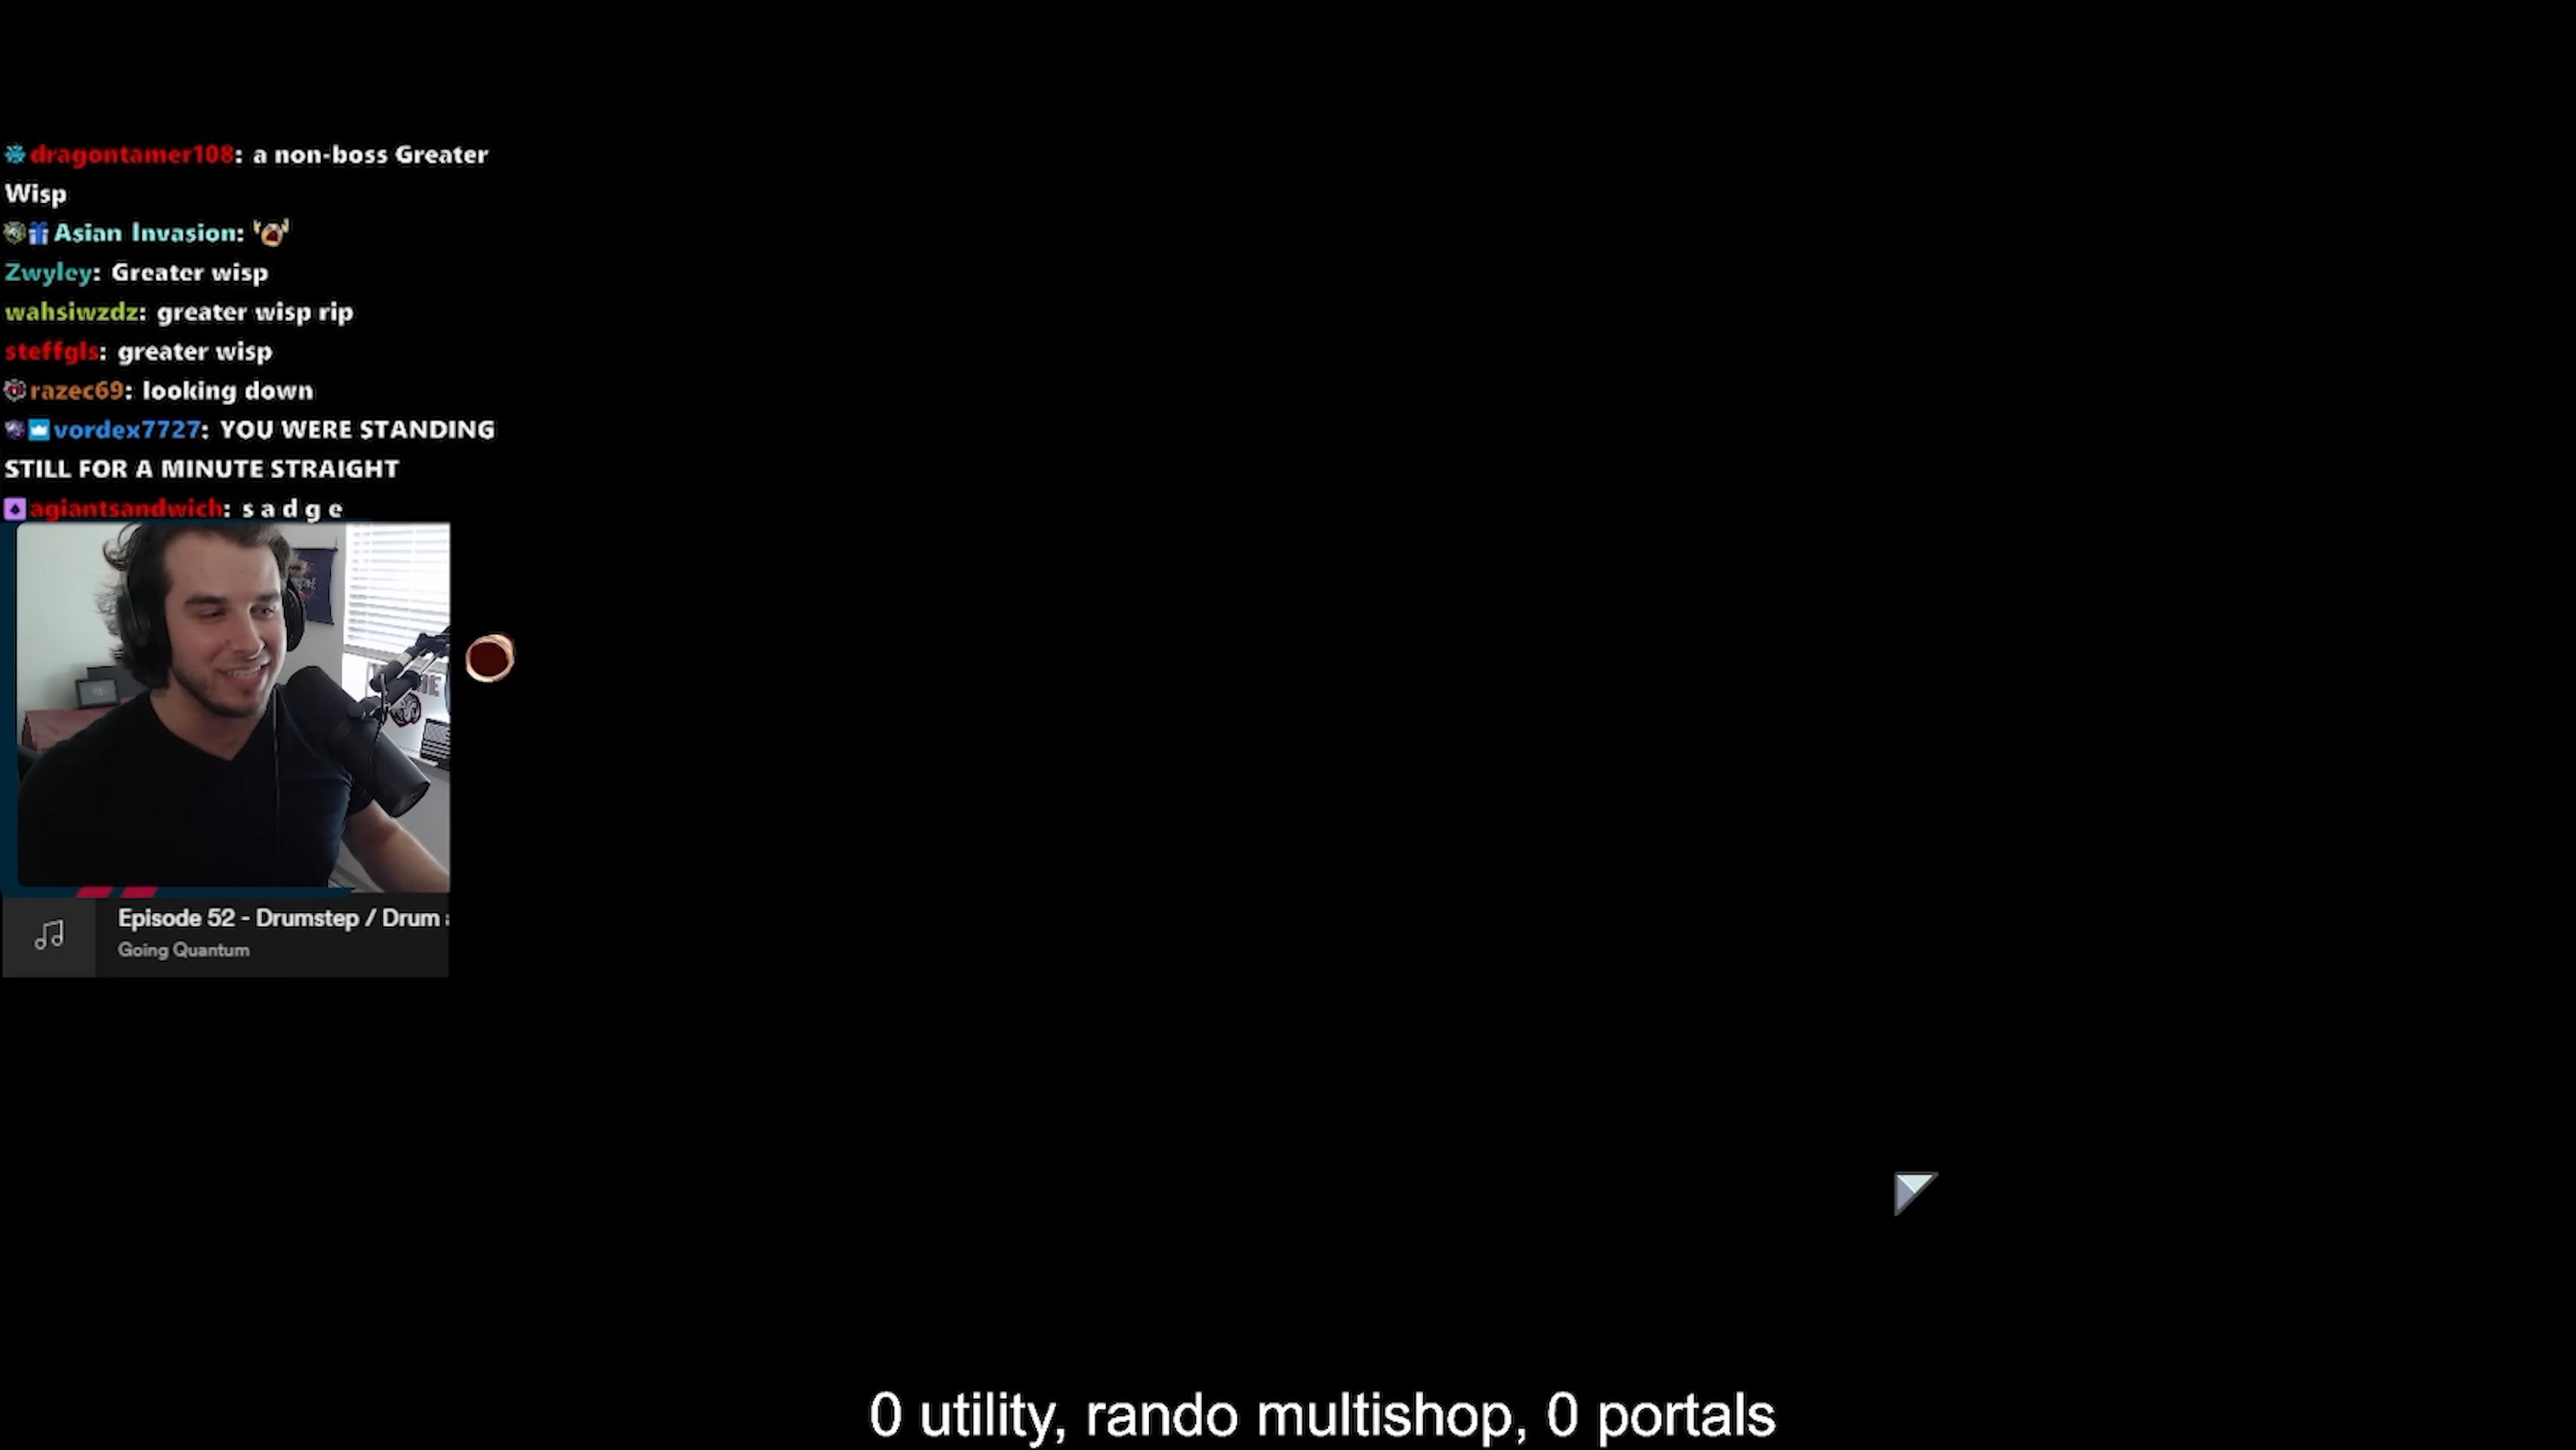 dragontamer108: a non-boss Greater
Wisp
Asian Invasion:
Zwyley: Greater wisp
wahsiwzdz: greater wisp rip
steffgls: greater wisp
razec69: looking down
vordex7727: YOU WERE STANDING
STILL FOR A MINUTE STRAIGHT
agiantsandwich: s a d g e
Episode 52 - Drumstep / Drum
Going Quantum
0 utility, rando multishop, 0 portals